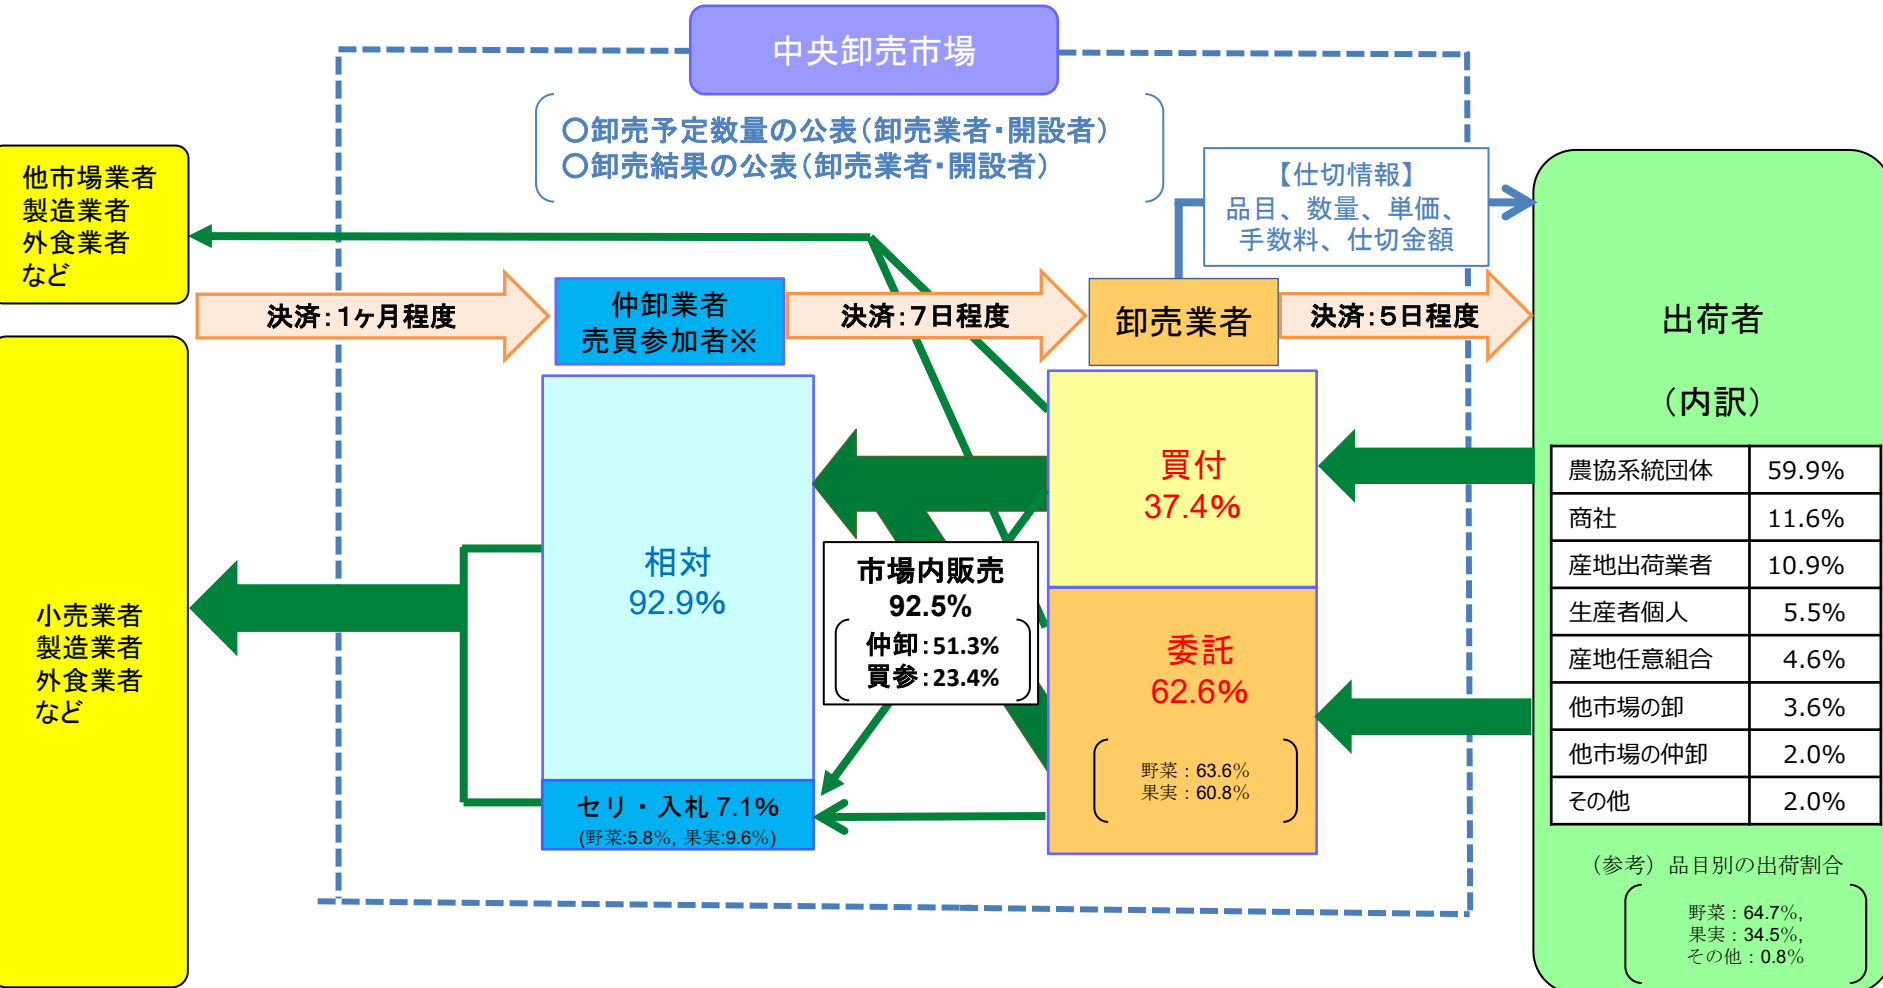 中央卸売市場
〇卸売予定数量の公表(卸売業者・開設者)
〇卸売結果の公表(卸売業者・開設者)
他市場業者
製造業者
外食業者
など
【仕切情報】
品目、数量、単価、
手数料、仕切金額
決済:1ヶ月程度
仲卸業者
売買参加者※
決済:7日程度
卸売業者
決済:5日程度
出荷者
(内訳)
農協系統団体 59.9%
商社 11.6%
産地出荷業者 10.9%
生産者個人 5.5%
産地任意組合 4.6%
他市場の卸 3.6%
他市場の仲卸 2.0%
その他 2.0%
(参考)品目別の出荷割合
野菜:64.7%,
果実:34.5%,
その他:0.8%
買付
37.4%
委託
62.6%
野菜:63.6%
果実:60.8%
市場内販売
92.5%
仲卸:51.3%
買参:23.4%
相対
92.9%
セリ・入札 7.1%
(野菜:5.8%, 果実:9.6%)
小売業者
製造業者
外食業者
など